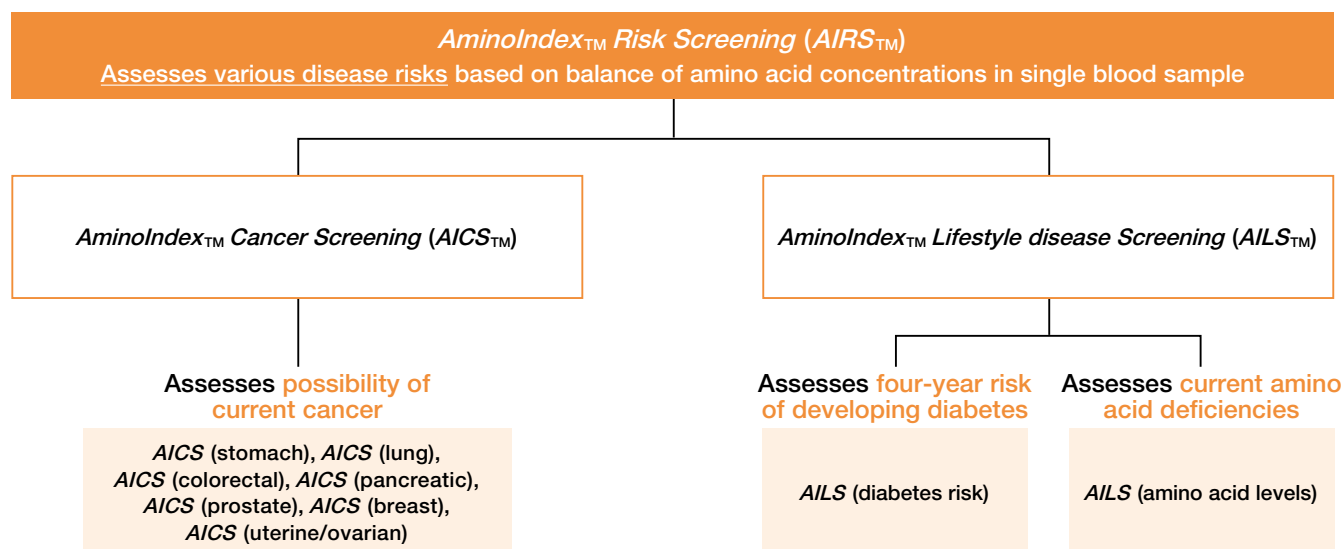 AminoIndex™ Risk Screening (AIRS™)
Assesses various disease risks based on balance of amino acid concentrations in single blood sample
AminoIndex™ Cancer Screening (AICS™)
AminoIndex™ Lifestyle disease Screening (AILS™)
Assesses possibility of
current cancer
AICS (stomach), AICS (lung),
AICS (colorectal), AICS (pancreatic),
AICS (prostate), AICS (breast),
AICS (uterine/ovarian)
Assesses four-year risk
of developing diabetes
AILS (diabetes risk)
Assesses current amino
acid deficiencies
AILS (amino acid levels)